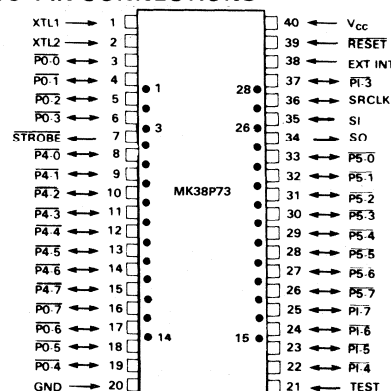 PIN CONNECTIONS
XTL1 1 40 VCC
XTL2 2 39 RESET
P0-0 3 38 EXT INT
P0-1 4 37 PI-3
P0-2 5 1 28 36 SRCLK
P0-3 6 35 SI
STROBE 7 3 26 34 SO
P4-0 8 33 P5-0
P4-1 9 32 P5-1
P4-2 10 MK38P73 31 P5-2
P4-3 11 30 P5-3
P4-4 12 29 P5-4
P4-5 13 28 P5-5
P4-6 14 27 P5-6
P4-7 15 26 P5-7
P0-7 16 25 PI-7
P0-6 17 24 PI-6
P0-5 18 14 15 23 PI-5
P0-4 19 22 PI-4
GND 20 21 TEST